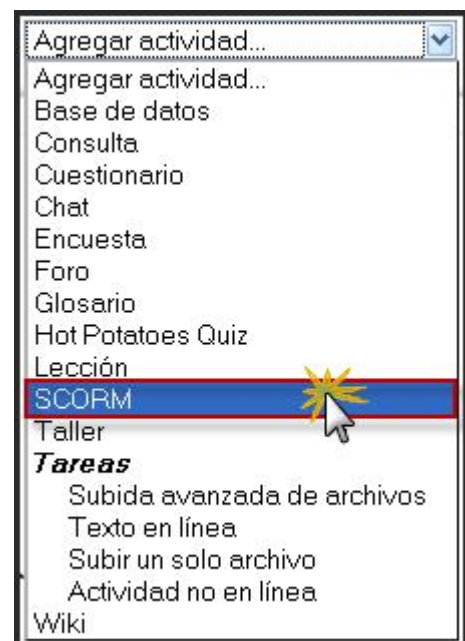 Agregar actividad...
Agregar actividad...
Base de datos
Consulta
Cuestionario
Chat
Encuesta
Foro
Glosario
Hot Potatoes Quiz
Lección
SCORM
Taller
Tareas
Subida avanzada de archivos
Texto en línea
Subir un solo archivo
Actividad no en línea
Wiki